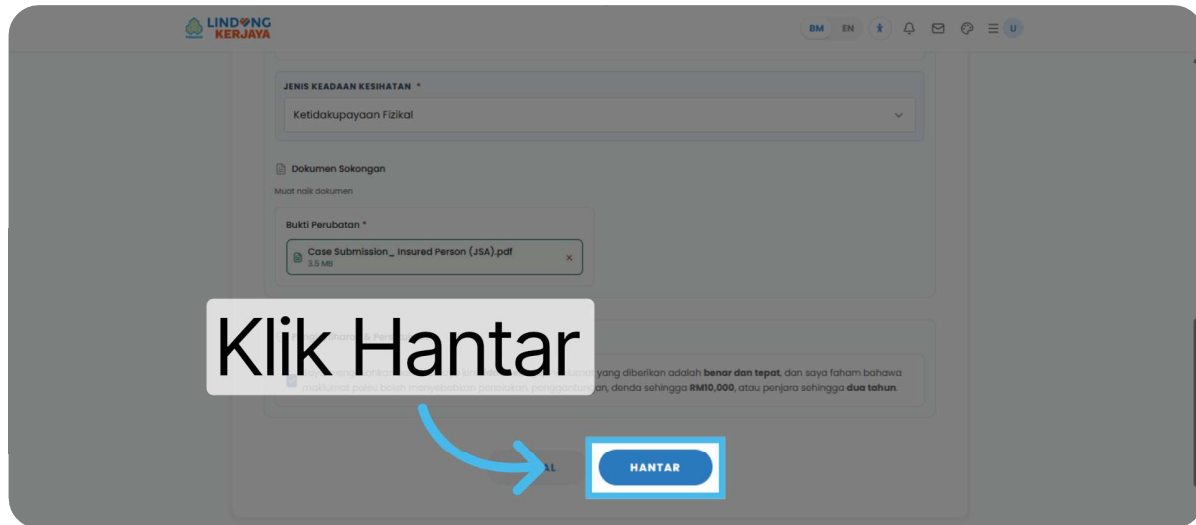 LINDUNG
KERJAYA
BM EN U
JENIS KEADAAN KESIHATAN *
Ketidakupayaan Fizikal
Dokumen Sokongan
Muat naik dokumen
Bukti Perubatan *
Case Submission_ Insured Person (JSA).pdf
3.5 MB
Klik Hantar
yang diberikan adalah benar dan tepat, dan saya faham bahawa
denda sehingga RM10,000, atau penjara sehingga dua tahun.
HANTAR